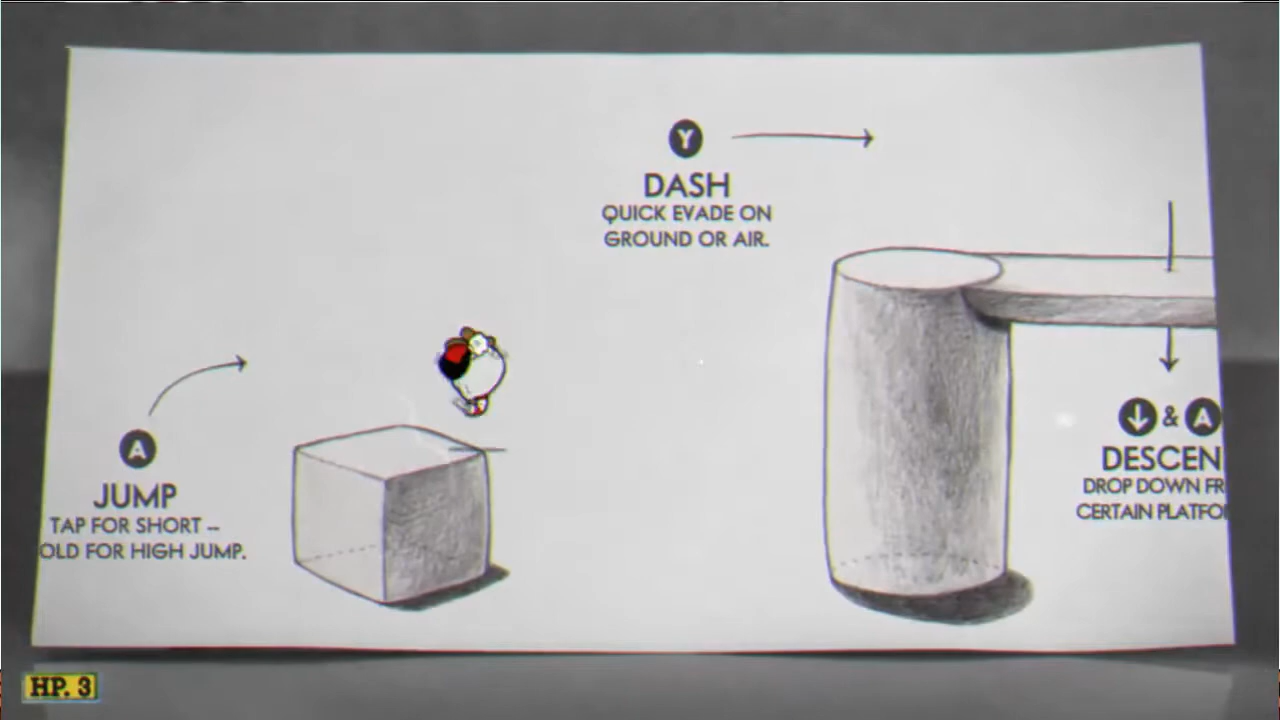 Y
DASH
QUICK EVADE ON
GROUND OR AIR.
A
JUMP
TAP FOR SHORT –
OLD FOR HIGH JUMP.
↓ & A
DESCEN
DROP DOWN FR
CERTAIN PLATFO
HP. 3